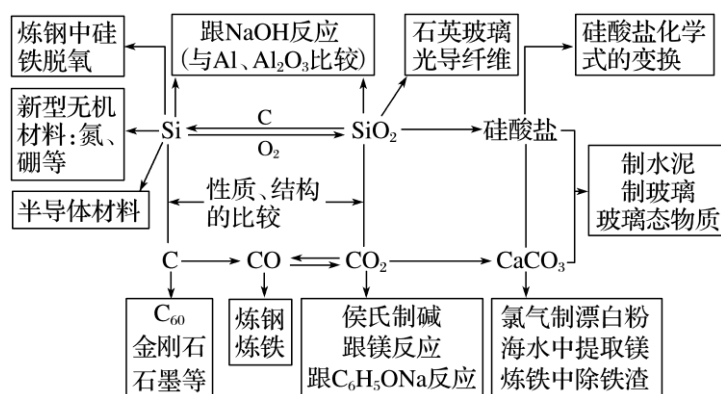 炼钢中硅
铁脱氧
跟NaOH反应
(与Al、Al₂O₃比较)
石英玻璃
光导纤维
硅酸盐化学
式的变换
新型无机
材料:氮、
硼等
Si
C
O₂
SiO₂
硅酸盐
半导体材料
性质、结构
的比较
制水泥
制玻璃
玻璃态物质
C
CO
CO₂
CaCO₃
C₆₀
金刚石
石墨等
炼钢
炼铁
侯氏制碱
跟镁反应
跟C₆H₅ONa反应
氯气制漂白粉
海水中提取镁
炼铁中除铁渣